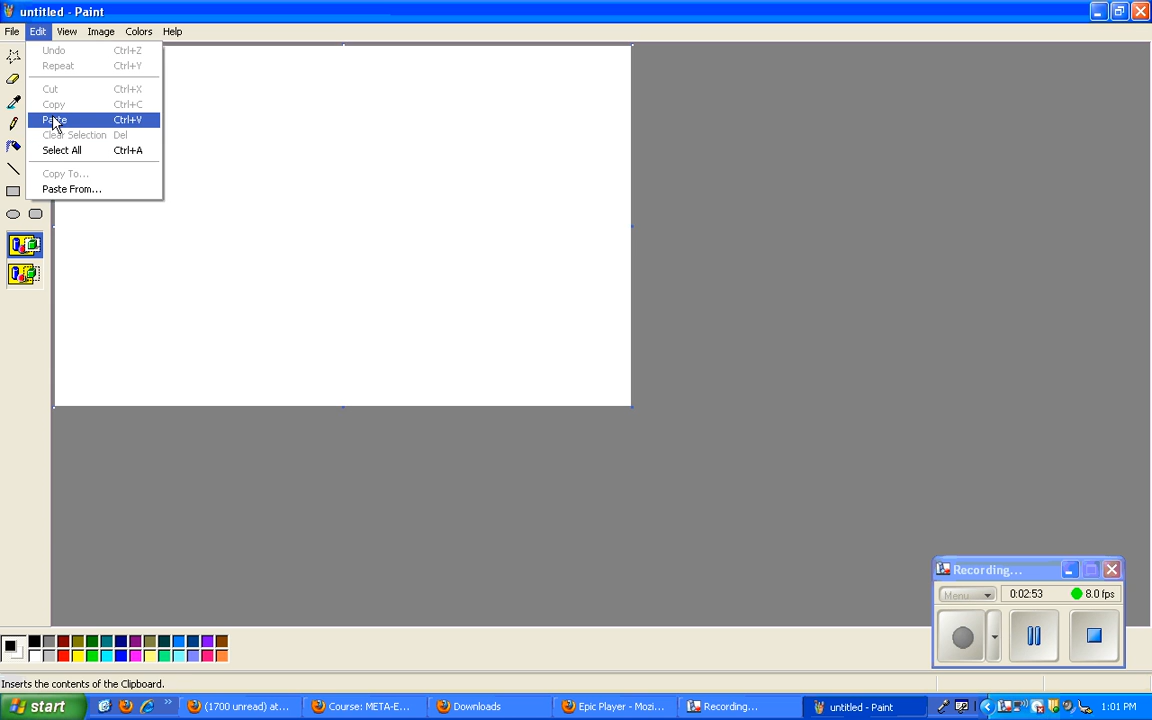 untitled - Paint
File Edit View Image Colors Help
Undo Ctrl+Z
Repeat Ctrl+Y
Cut Ctrl+X
Copy Ctrl+C
Paste Ctrl+V
Clear Selection Del
Select All Ctrl+A
Copy To...
Paste From...
Recording...
Menu 0:02:53 8.0 fps
Inserts the contents of the Clipboard.
start (1700 unread) at... Course: META-E... Downloads Epic Player - Mozi... Recording... untitled - Paint 1:01 PM